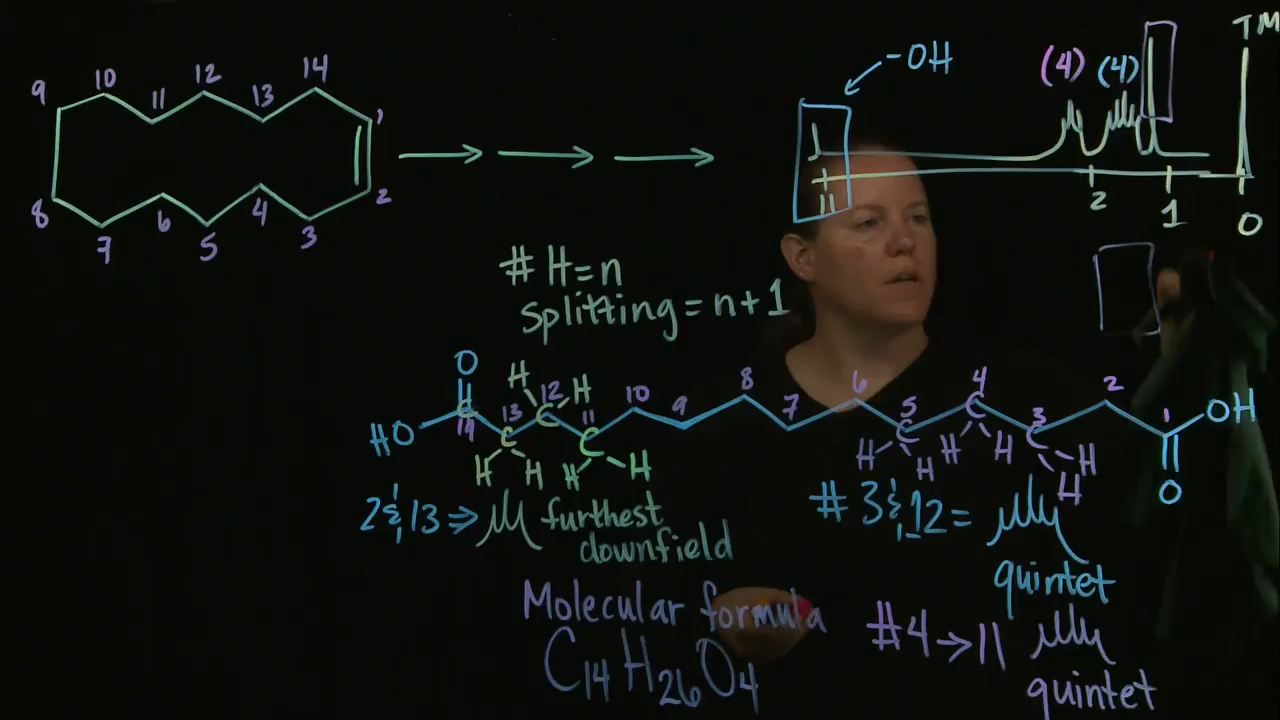 9 10 11 12 13 14 1
8 7 6 5 4 3 2
-OH
(4) (4)
TM
11 2 1 0
# H = n
splitting = n + 1
O
HO C 14 C 13 C 12 C 11 10 9 8 7 6 C 5 C 4 C 3 2 1 OH
H H H H H H
H H H H H H
O
2 & 13 ⇒ furthest
downfield
# 3 & 12 =
quintet
Molecular formula
C14H26O4
#4 → 11
quintet